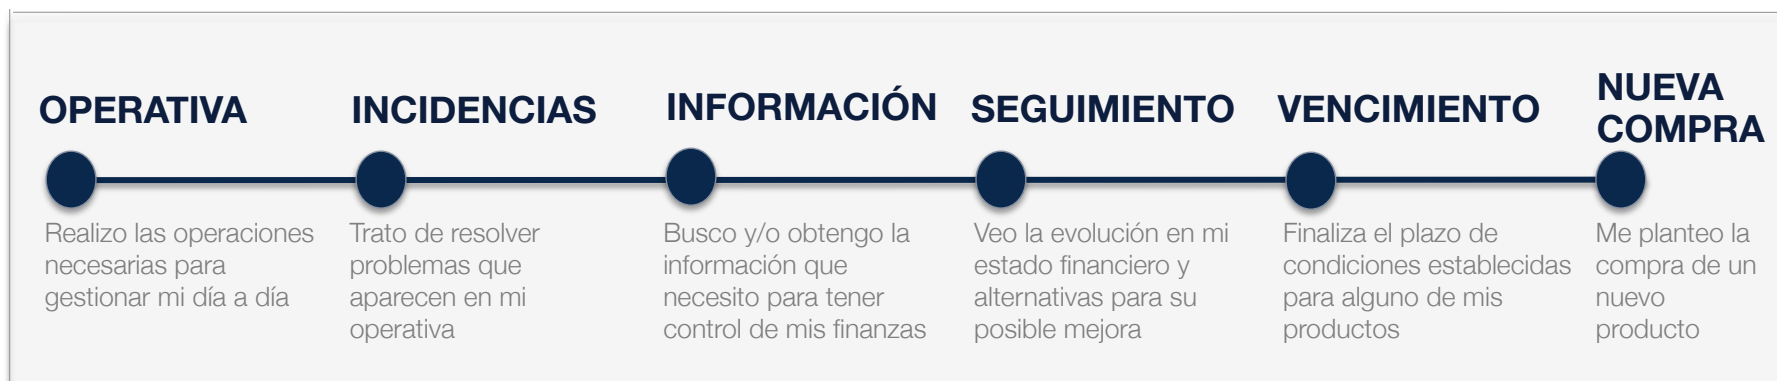 OPERATIVA
Realizo las operaciones
necesarias para
gestionar mi día a día
INCIDENCIAS
Trato de resolver
problemas que
aparecen en mi
operativa
INFORMACIÓN
Busco y/o obtengo la
información que
necesito para tener
control de mis finanzas
SEGUIMIENTO
Veo la evolución en mi
estado financiero y
alternativas para su
posible mejora
VENCIMIENTO
Finaliza el plazo de
condiciones establecidas
para alguno de mis
productos
NUEVA
COMPRA
Me planteo la
compra de un
nuevo
producto